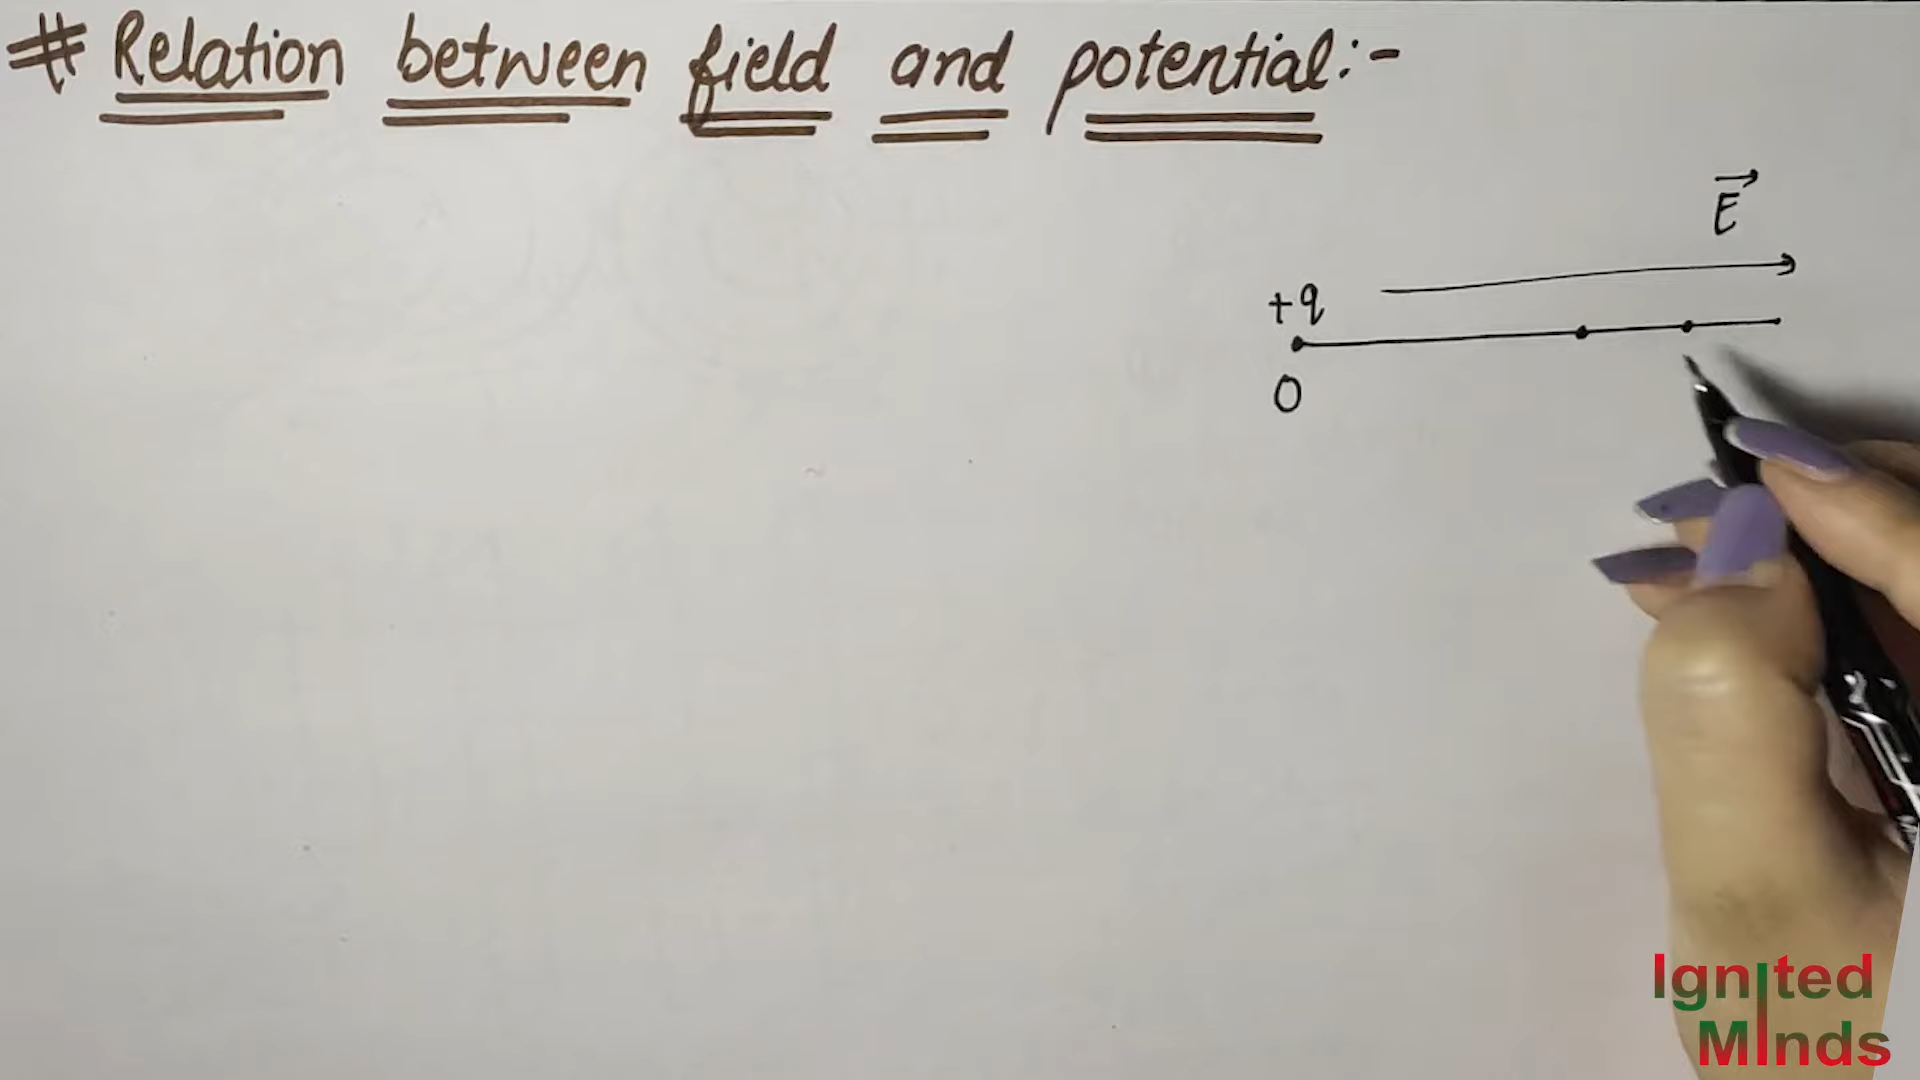 # Relation between field and potential:-
E
+q
O
Ignited
Minds